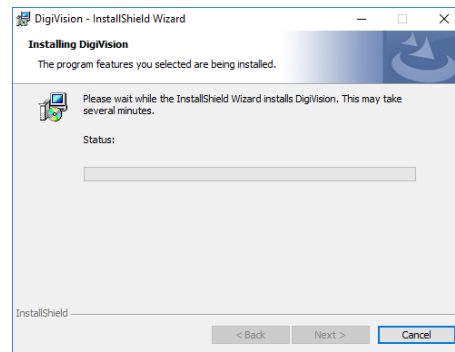 DigiVision - InstallShield Wizard
Installing DigiVision
The program features you selected are being installed.
Please wait while the InstallShield Wizard installs DigiVision. This may take
several minutes.
Status:
InstallShield
< Back Next > Cancel